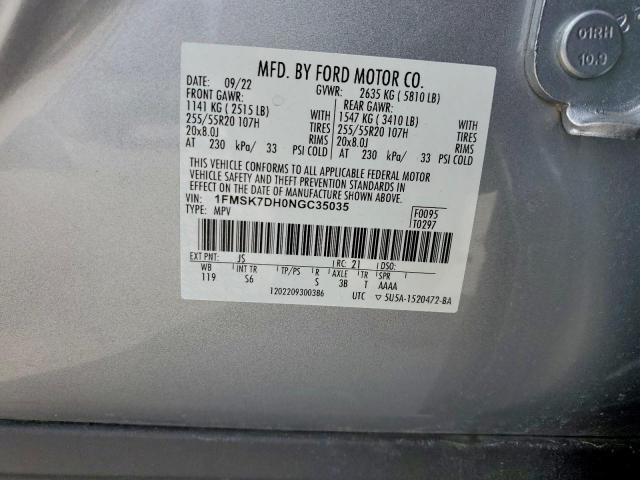 MFD. BY FORD MOTOR CO.
DATE: 09/22 GVWR: 2635 KG ( 5810 LB)
FRONT GAWR: REAR GAWR:
1141 KG ( 2515 LB) WITH 1547 KG ( 3410 LB) WITH
255/55R20 107H TIRES 255/55R20 107H TIRES
20x8.0J RIMS 20x8.0J RIMS
AT 230 kPa/ 33 PSI COLD AT 230 kPa/ 33 PSI COLD
THIS VEHICLE CONFORMS TO ALL APPLICABLE FEDERAL MOTOR
VEHICLE SAFETY AND THEFT PREVENTION STANDARDS IN
EFFECT ON THE DATE OF MANUFACTURE SHOWN ABOVE.
VIN: 1FMSK7DH0NGC35035 F0095
TYPE: MPV T0297
EXT PNT: JS RC: 21 DSO:
WB INT TR TP/PS R AXLE TR SPR
119 S6 S 3B T AAAA
1202209300386 UTC 5U5A-1520472-BA
01RH